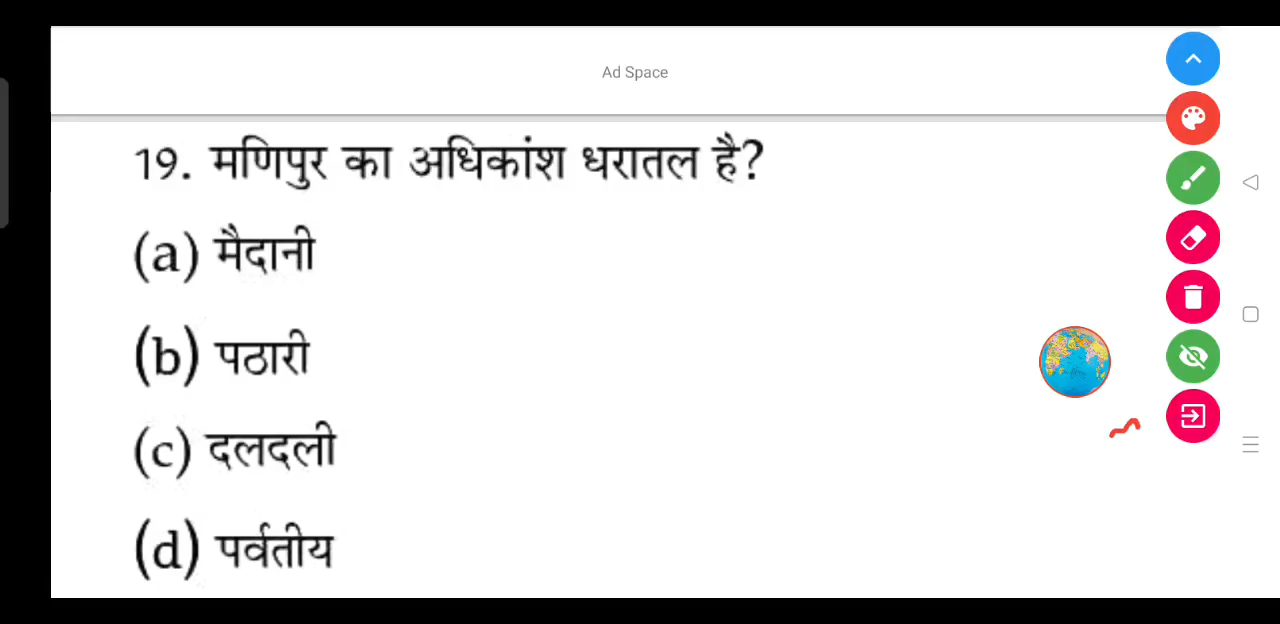 Ad Space
19. मणिपुर का अधिकांश धरातल है?
(a) मैदानी
(b) पठारी
(c) दलदली
(d) पर्वतीय